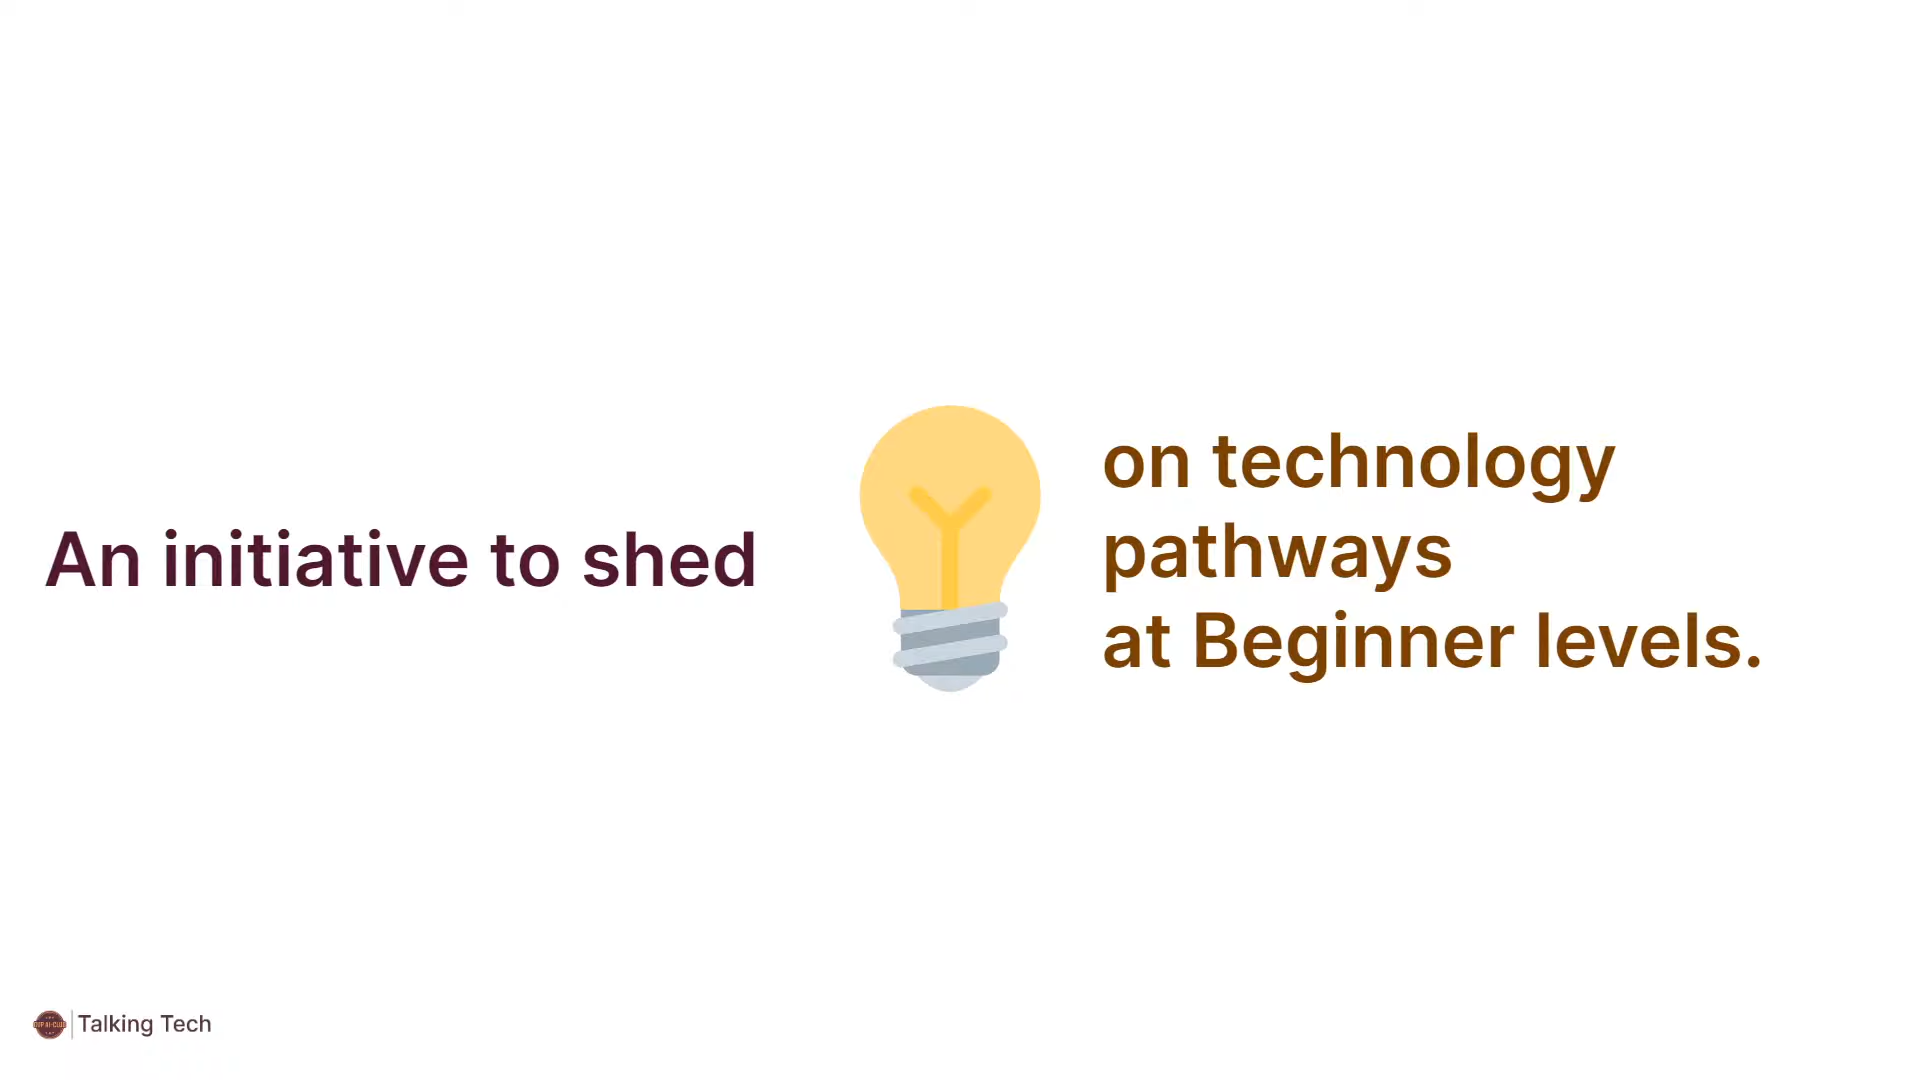 An initiative to shed
on technology
pathways
at Beginner levels.
Talking Tech